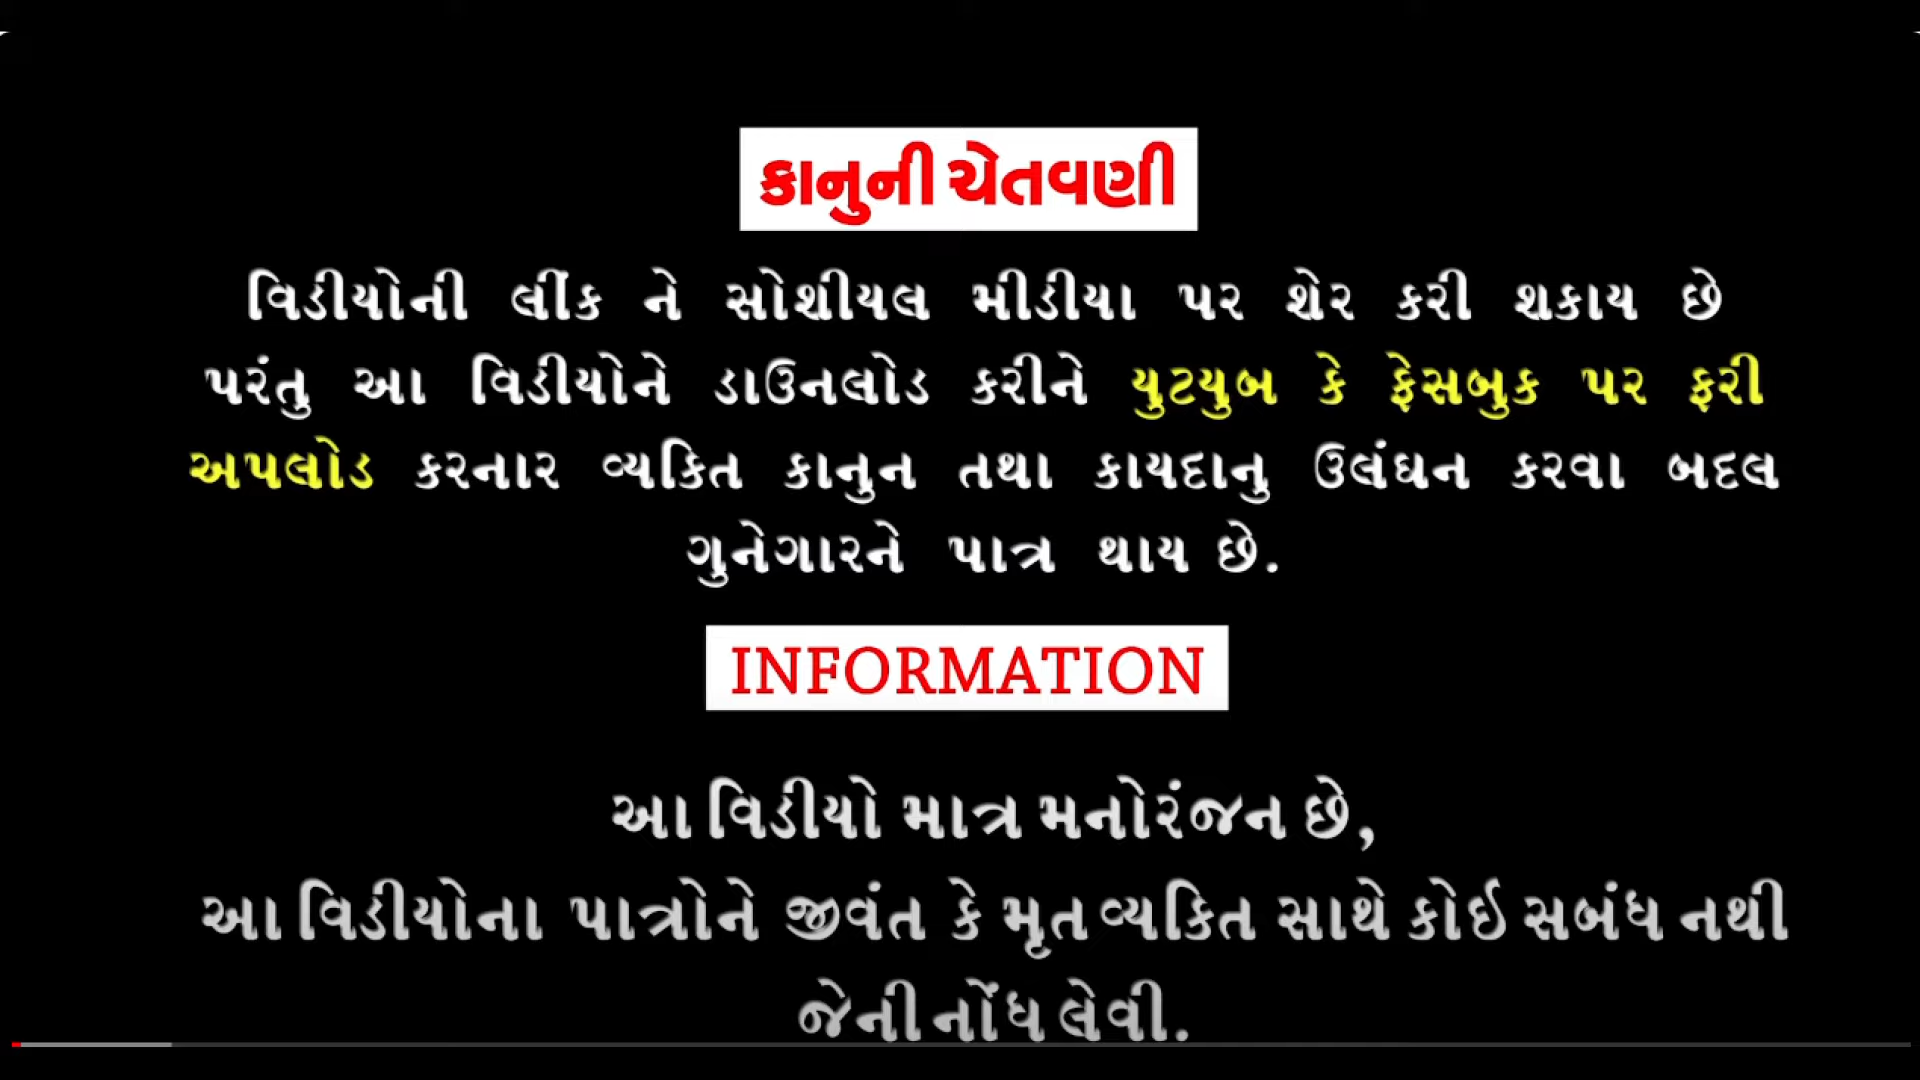 કાનુની ચેતવણી
વિડીયોની લીંક ને સોશીયલ મીડીયા પર શેર કરી શકાય છે
પરંતુ આ વિડીયોને ડાઉનલોડ કરીને યુટયુબ કે ફેસબુક પર ફરી
અપલોડ કરનાર વ્યકિત કાનુન તથા કાયદાનુ ઉલંઘન કરવા બદલ
ગુનેગારને પાત્ર થાય છે.
INFORMATION
આ વિડીયો માત્ર મનોરંજન છે,
આ વિડીયોના પાત્રોને જીવંત કે મૃત વ્યકિત સાથે કોઈ સબંધ નથી
જેની નોંધ લેવી.